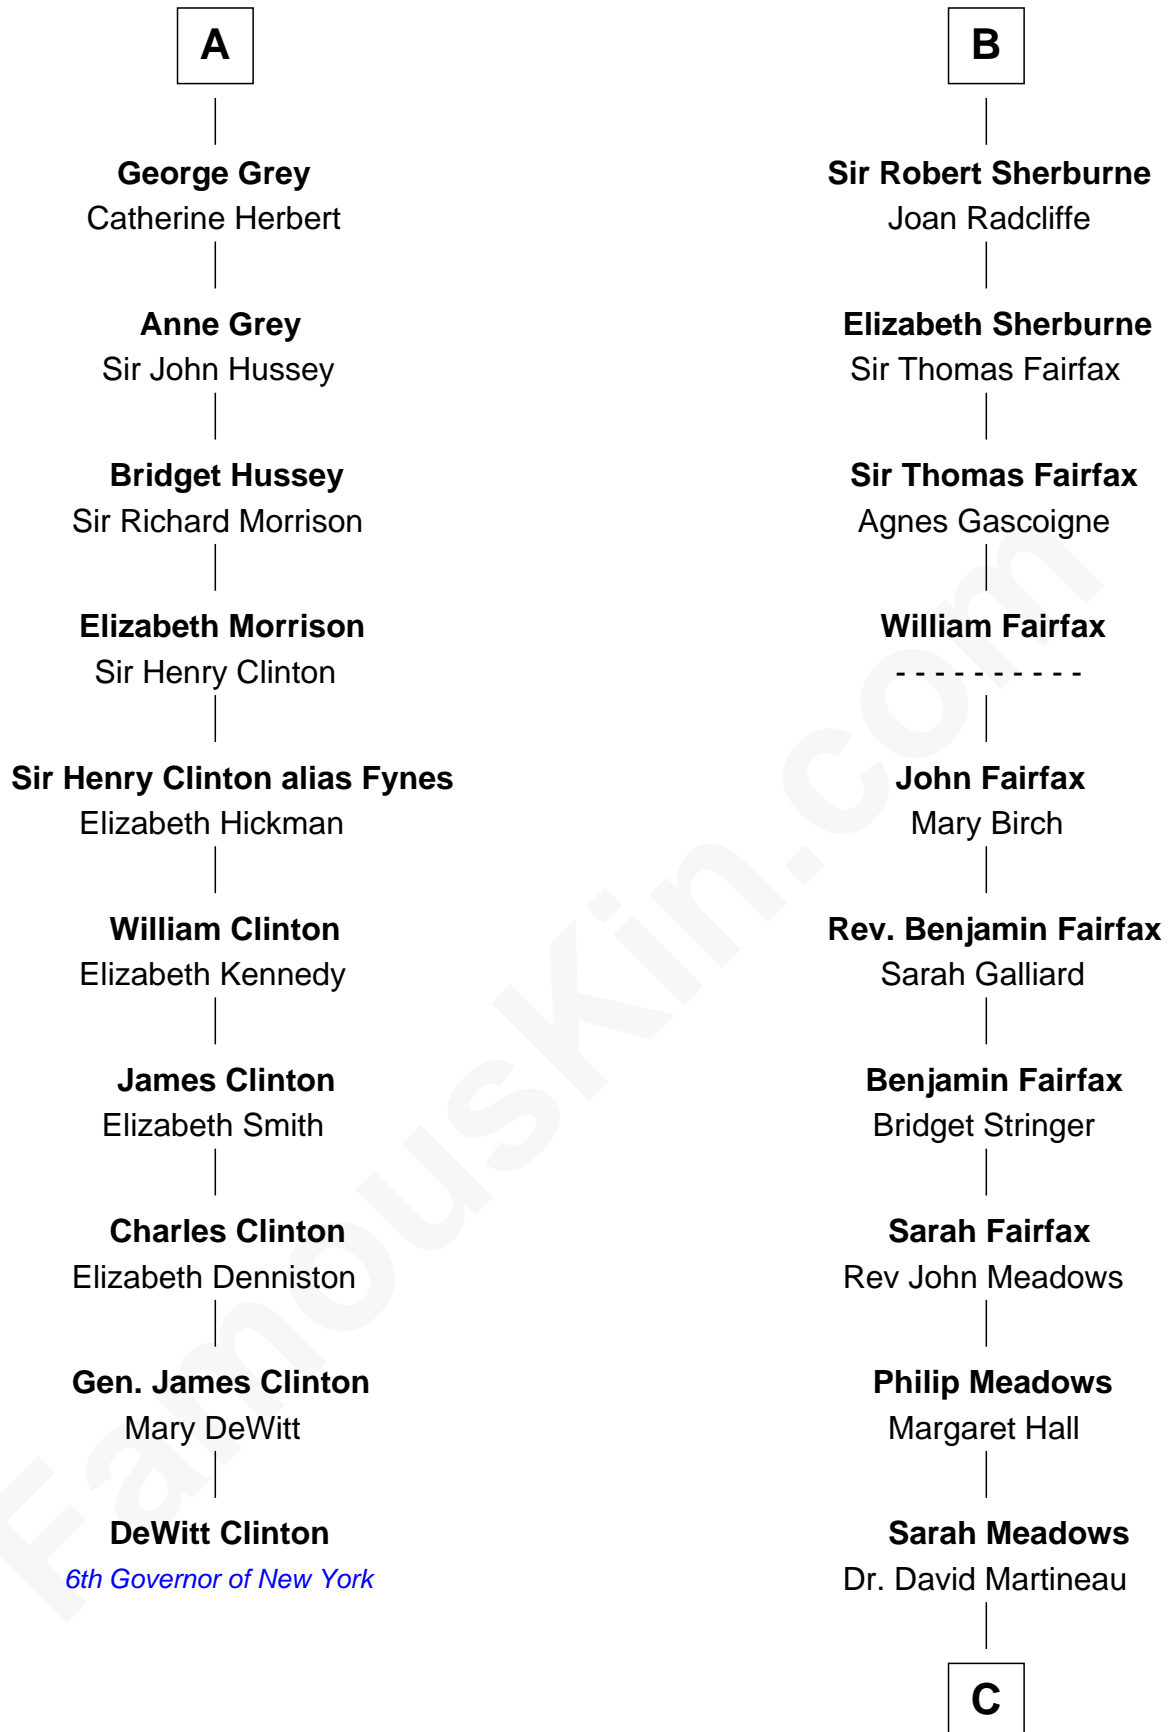 A
George Grey
Catherine Herbert
Anne Grey
Sir John Hussey
Bridget Hussey
Sir Richard Morrison
Elizabeth Morrison
Sir Henry Clinton
Sir Henry Clinton alias Fynes
Elizabeth Hickman
William Clinton
Elizabeth Kennedy
James Clinton
Elizabeth Smith
Charles Clinton
Elizabeth Denniston
Gen. James Clinton
Mary DeWitt
DeWitt Clinton
6th Governor of New York
B
Sir Robert Sherburne
Joan Radcliffe
Elizabeth Sherburne
Sir Thomas Fairfax
Sir Thomas Fairfax
Agnes Gascoigne
William Fairfax
- - - - - - - - - -
John Fairfax
Mary Birch
Rev. Benjamin Fairfax
Sarah Galliard
Benjamin Fairfax
Bridget Stringer
Sarah Fairfax
Rev John Meadows
Philip Meadows
Margaret Hall
Sarah Meadows
Dr. David Martineau
C
FamousKin.com